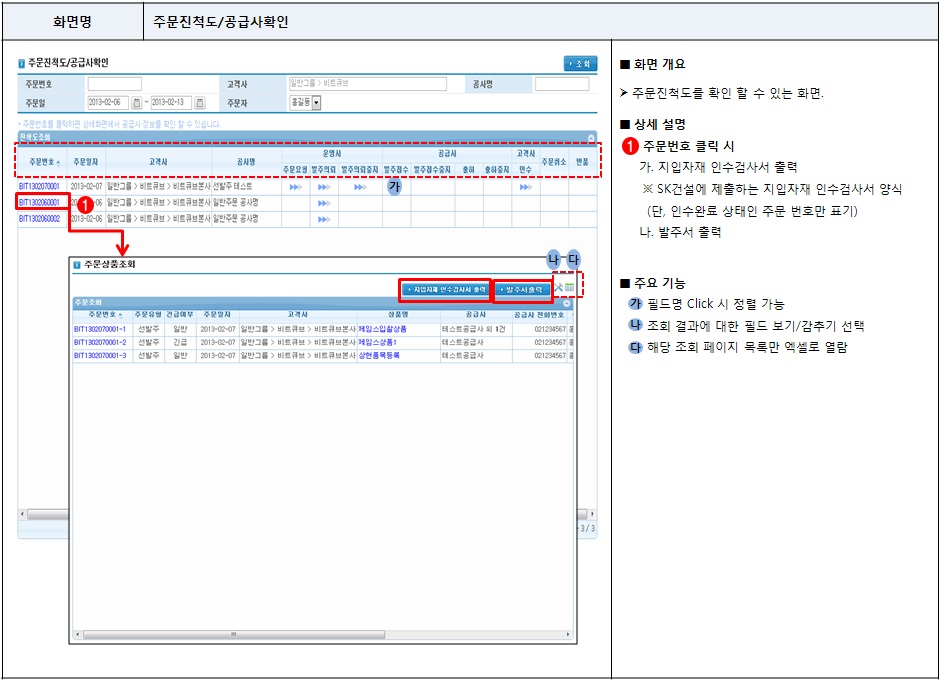 화면명 주문진척도/공급사확인
주문진척도/공급사확인
조회
주문번호 고객사 일반그룹 > 비트큐브 공사명
주문일 2013-02-06 ~ 2013-02-13 주문자 홍길동
* 주문번호를 클릭하면 상세화면에서 공급사 정보를 확인 할 수 있습니다.
진척도조회
운영사 공급사 고객사
주문번호 주문일자 고객사 공사명 주문취소 반품
주문요청 발주의뢰 발주의뢰중지 발주접수 발주접수중지 출하 출하중지 인수
BIT1302070001 2013-02-07 일반그룹 > 비트큐브 > 비트큐브본사 선발주 테스트
가
BIT1302060001 1 -06 일반그룹 > 비트큐브 > 비트큐브본사 일반주문 공사명
BIT1302060002 2013-02-06 일반그룹 > 비트큐브 > 비트큐브본사 일반주문 공사명
3/3
나 다
주문상품조회
지입자재 인수검사서 출력 발주서출력
주문조회
주문번호 주문유형 긴급여부 주문일자 고객사 상품명 공급사 공급사 전화번호
BIT1302070001-1 선발주 일반 2013-02-07 일반그룹 > 비트큐브 > 비트큐브본사 제임스입찰상품 테스트공급사 외 1건 021234567
BIT1302070001-2 선발주 긴급 2013-02-07 일반그룹 > 비트큐브 > 비트큐브본사 제임스상품1 테스트공급사 021234567
BIT1302070001-3 선발주 일반 2013-02-07 일반그룹 > 비트큐브 > 비트큐브본사 상현품목등록 테스트공급사 021234567
■ 화면 개요
➢ 주문진척도를 확인 할 수 있는 화면.
■ 상세 설명
1 주문번호 클릭 시
가. 지입자재 인수검사서 출력
※ SK건설에 제출하는 지입자재 인수검사서 양식
(단, 인수완료 상태인 주문 번호만 표기)
나. 발주서 출력
■ 주요 기능
가 필드명 Click 시 정렬 가능
나 조회 결과에 대한 필드 보기/감추기 선택
다 해당 조회 페이지 목록만 엑셀로 열람